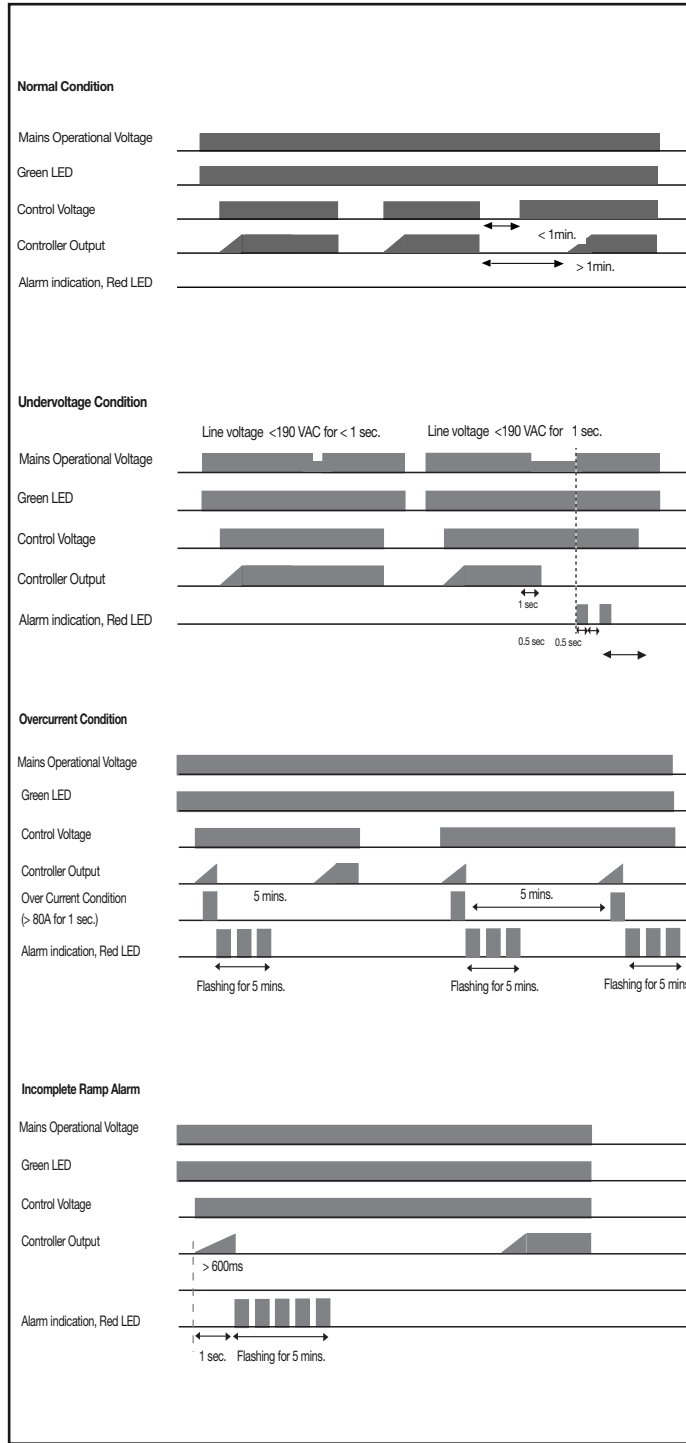 Normal Condition
Mains Operational Voltage
Green LED
Control Voltage
< 1min.
Controller Output
> 1min.
Alarm indication, Red LED
Undervoltage Condition
Line voltage <190 VAC for < 1 sec.
Line voltage <190 VAC for 1 sec.
Mains Operational Voltage
Green LED
Control Voltage
Controller Output
1 sec
Alarm indication, Red LED
0.5 sec
0.5 sec
Overcurrent Condition
Mains Operational Voltage
Green LED
Control Voltage
Controller Output
Over Current Condition
(> 80A for 1 sec.)
5 mins.
5 mins.
Alarm indication, Red LED
Flashing for 5 mins.
Flashing for 5 mins.
Flashing for 5 mins
Incomplete Ramp Alarm
Mains Operational Voltage
Green LED
Control Voltage
Controller Output
> 600ms
Alarm indication, Red LED
1 sec.
Flashing for 5 mins.